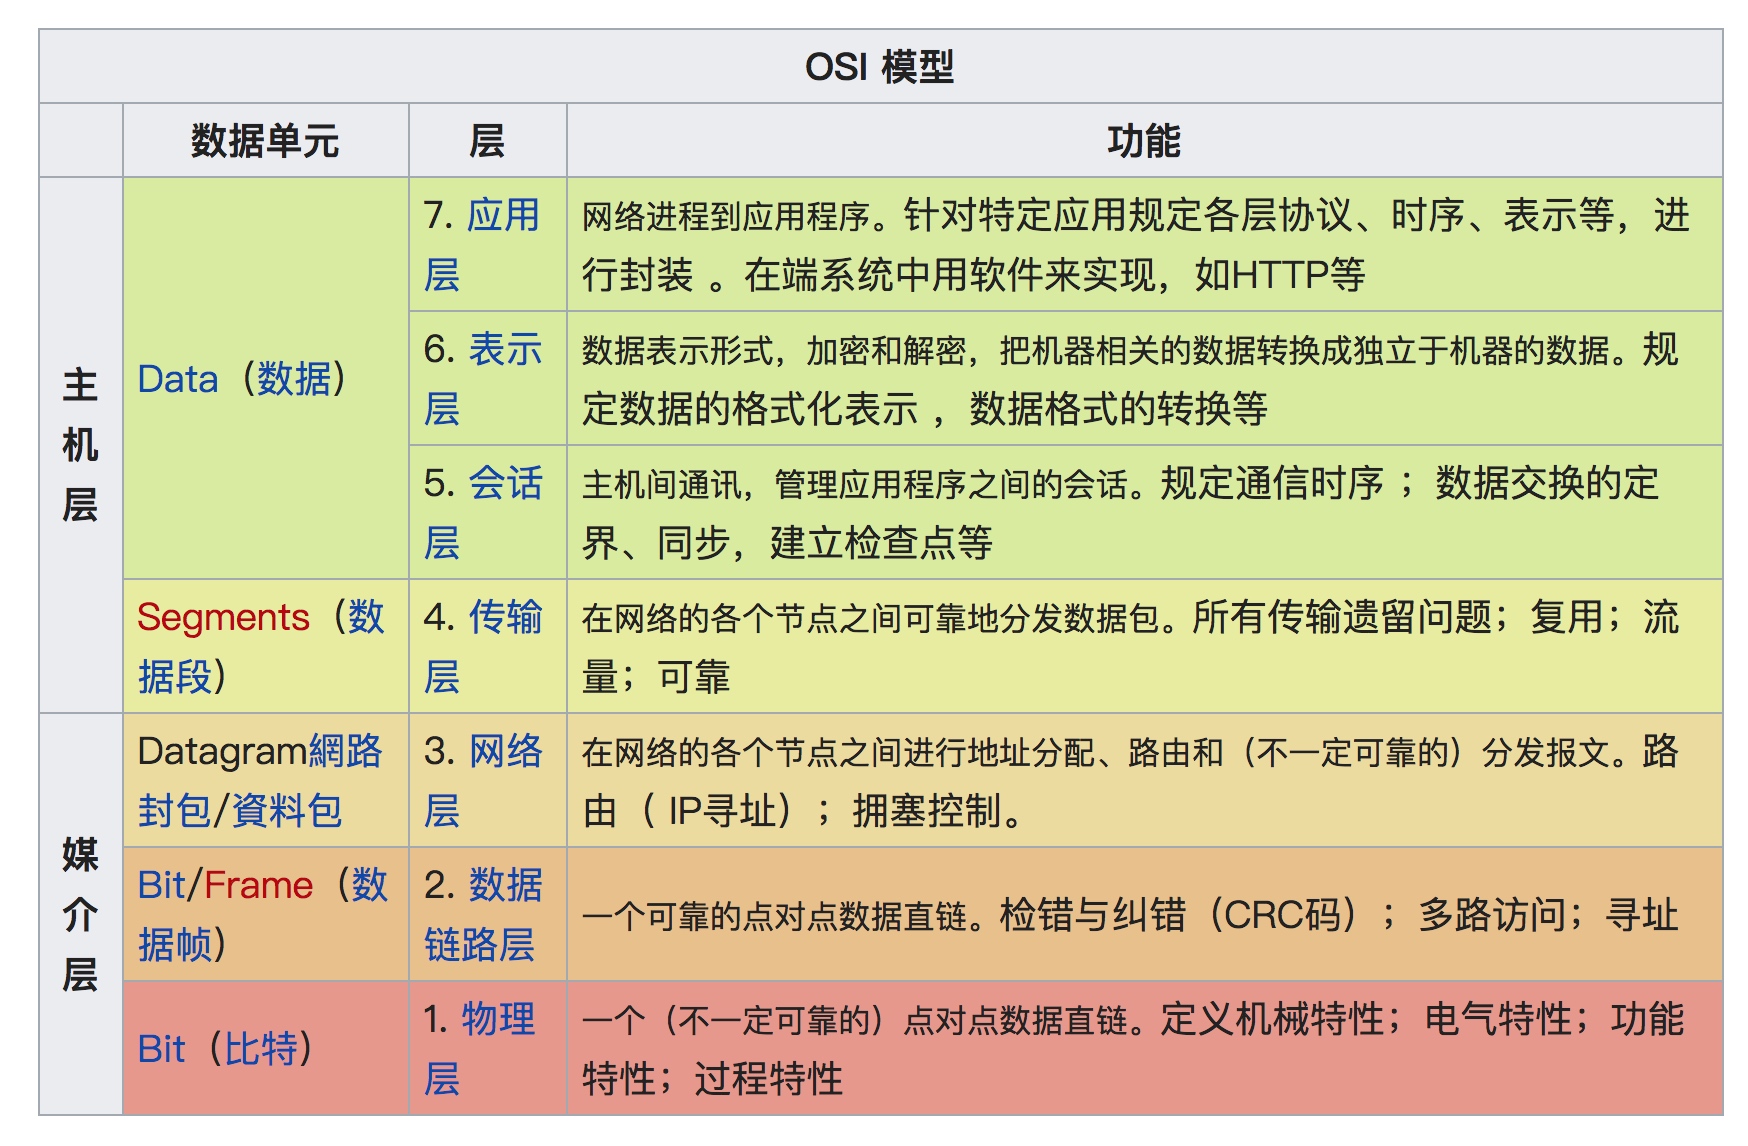 OSI 模型
数据单元
层
功能
主
机
层
Data（数据）
7. 应用
层
网络进程到应用程序。针对特定应用规定各层协议、时序、表示等，进
行封装 。在端系统中用软件来实现，如HTTP等
6. 表示
层
数据表示形式，加密和解密，把机器相关的数据转换成独立于机器的数据。规
定数据的格式化表示 ，数据格式的转换等
5. 会话
层
主机间通讯，管理应用程序之间的会话。规定通信时序 ；数据交换的定
界、同步，建立检查点等
Segments（数
据段）
4. 传输
层
在网络的各个节点之间可靠地分发数据包。所有传输遗留问题；复用；流
量；可靠
媒
介
层
Datagram網路
封包/資料包
3. 网络
层
在网络的各个节点之间进行地址分配、路由和（不一定可靠的）分发报文。路
由（ IP寻址）；拥塞控制。
Bit/Frame（数
据帧）
2. 数据
链路层
一个可靠的点对点数据直链。检错与纠错（CRC码）；多路访问；寻址
Bit（比特）
1. 物理
层
一个（不一定可靠的）点对点数据直链。定义机械特性；电气特性；功能
特性；过程特性